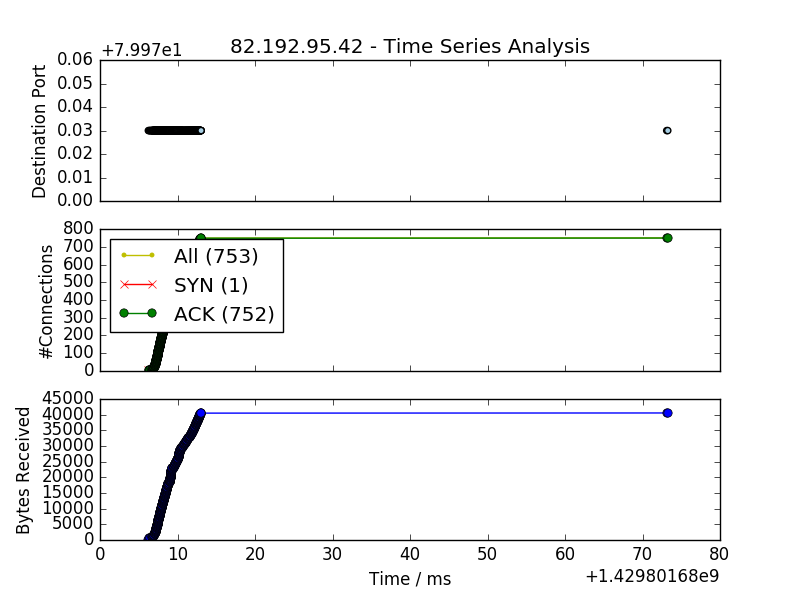 82.192.95.42 - Time Series Analysis
+7.997e1
0.06
0.05
0.04
0.03
0.02
0.01
0.00
Destination Port
800
700
600
500
400
300
200
100
0
#Connections
All (753)
SYN (1)
ACK (752)
45000
40000
35000
30000
25000
20000
15000
10000
5000
0
Bytes Received
0 10 20 30 40 50 60 70 80
Time / ms
+1.42980168e9